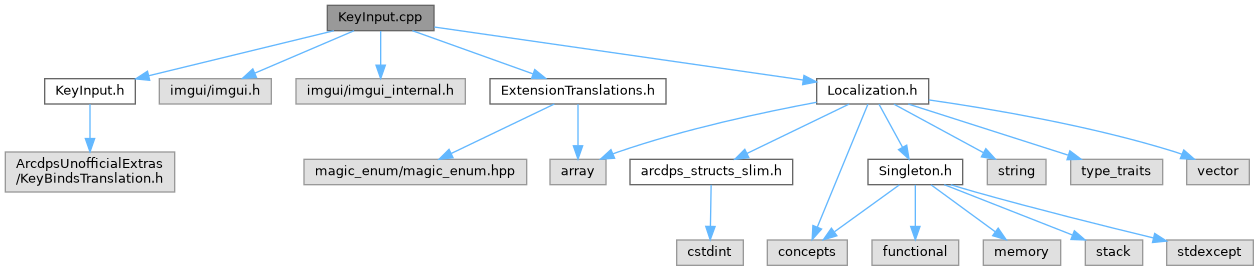 KeyInput.cpp
KeyInput.h
imgui/imgui.h
imgui/imgui_internal.h
ExtensionTranslations.h
Localization.h
ArcdpsUnofficialExtras
/KeyBindsTranslation.h
magic_enum/magic_enum.hpp
array
arcdps_structs_slim.h
Singleton.h
string
type_traits
vector
cstdint
concepts
functional
memory
stack
stdexcept